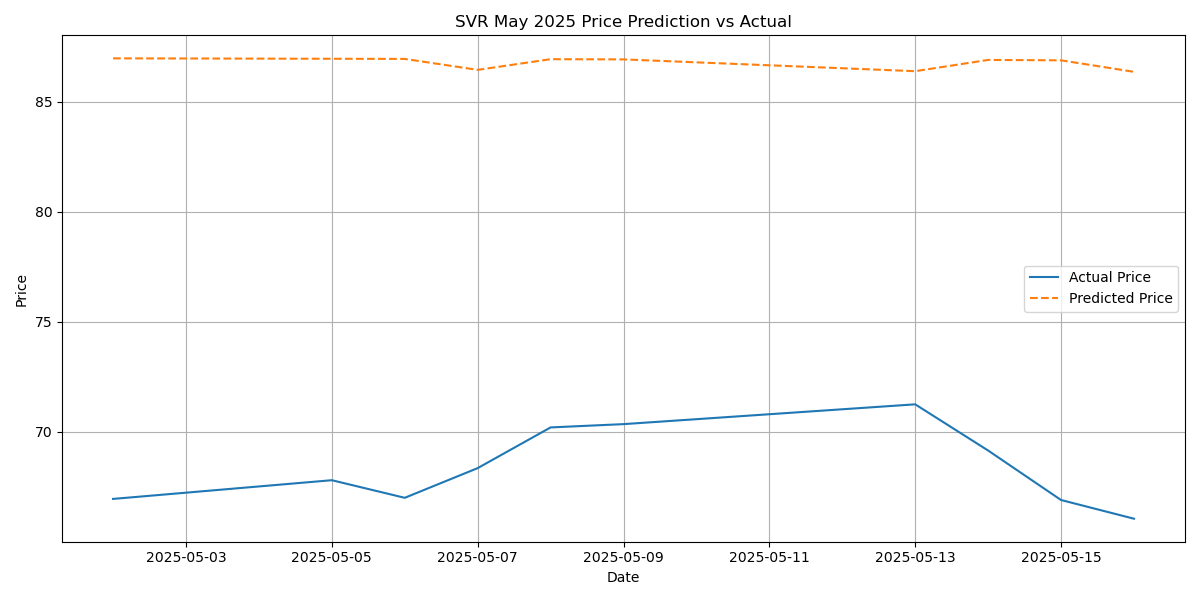 SVR May 2025 Price Prediction vs Actual
85
80
75
70
Price
Actual Price
Predicted Price
2025-05-03
2025-05-05
2025-05-07
2025-05-09
2025-05-11
2025-05-13
2025-05-15
Date